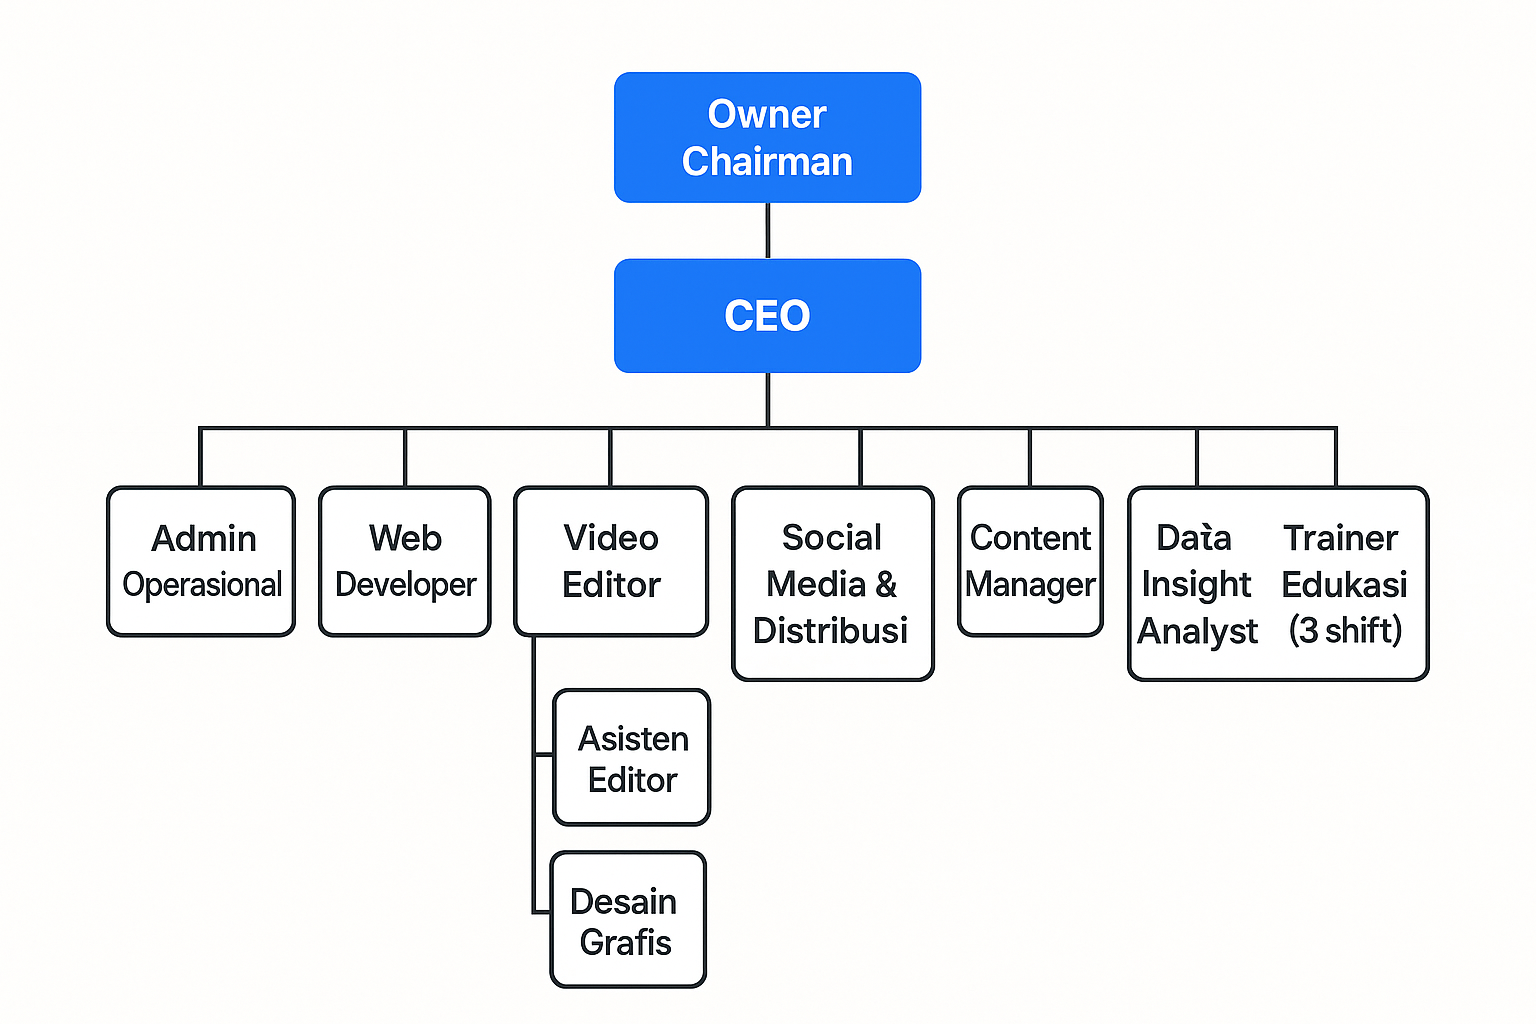 Owner
Chairman
CEO
Admin
Operasional
Web
Developer
Video
Editor
Social
Media &
Distribusi
Content
Manager
Data
Insight
Analyst
Trainer
Edukasi
(3 shift)
Asisten
Editor
Desain
Grafis